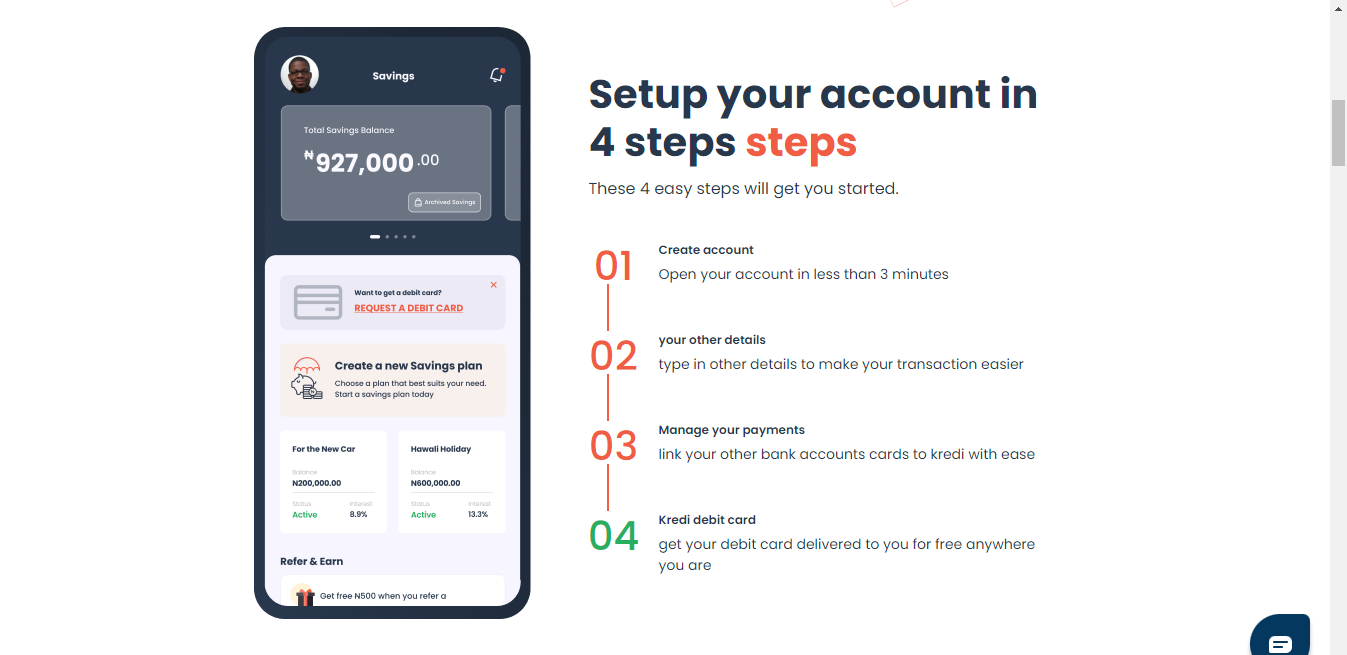 Savings
Total Savings Balance
₦927,000.00
Archived Savings
Want to get a debit card?
REQUEST A DEBIT CARD
Create a new Savings plan
Choose a plan that best suits your need.
Start a savings plan today
For the New Car
Balance
N200,000.00
Status Interest
Active 8.9%
Hawali Holiday
Balance
N600,000.00
Status Interest
Active 13.3%
Refer & Earn
Get free N500 when you refer a
Setup your account in
4 steps steps
These 4 easy steps will get you started.
01
Create account
Open your account in less than 3 minutes
02
your other details
type in other details to make your transaction easier
03
Manage your payments
link your other bank accounts cards to kredi with ease
04
Kredi debit card
get your debit card delivered to you for free anywhere
you are